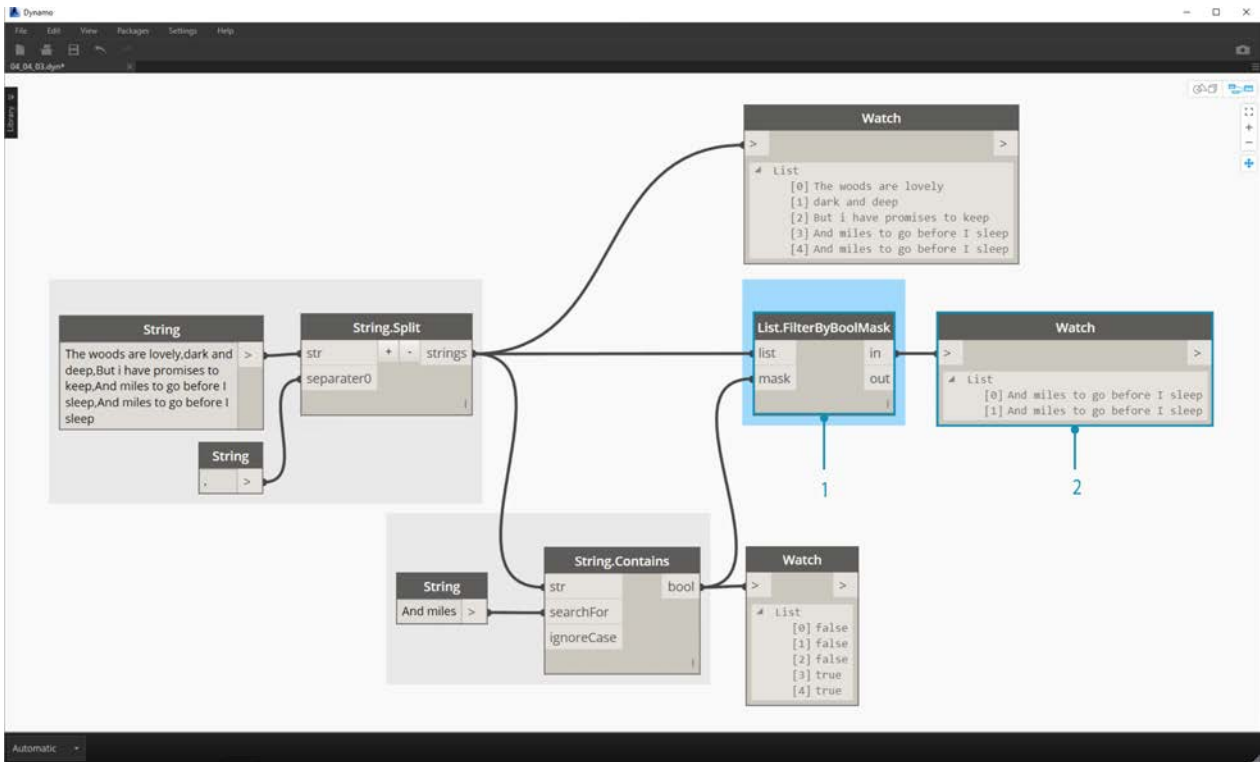 Dynamo
File Edit View Packages Settings Help
04_04_03.dyn*
Library
Watch
> >
List
[0] The woods are lovely
[1] dark and deep
[2] But i have promises to keep
[3] And miles to go before I sleep
[4] And miles to go before I sleep
String
The woods are lovely,dark and >
deep,But i have promises to
keep,And miles to go before I
sleep,And miles to go before I
sleep
String.Split
str + - strings
separater0
String
, >
List.FilterByBoolMask
list in
mask out
1
Watch
> >
List
[0] And miles to go before I sleep
[1] And miles to go before I sleep
2
String
And miles >
String.Contains
str bool
searchFor
ignoreCase
Watch
> >
List
[0] false
[1] false
[2] false
[3] true
[4] true
Automatic